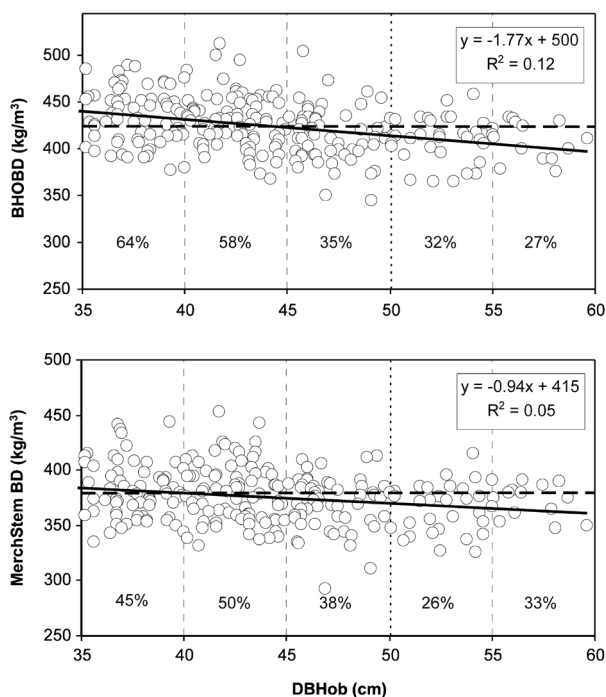 y = -1.77x + 500
R² = 0.12
BHOBD (kg/m³)
500
450
400
350
300
250
64% 58% 35% 32% 27%
35 40 45 50 55 60
y = -0.94x + 415
R² = 0.05
MerchStem BD (kg/m³)
500
450
400
350
300
250
45% 50% 38% 26% 33%
35 40 45 50 55 60
DBHob (cm)